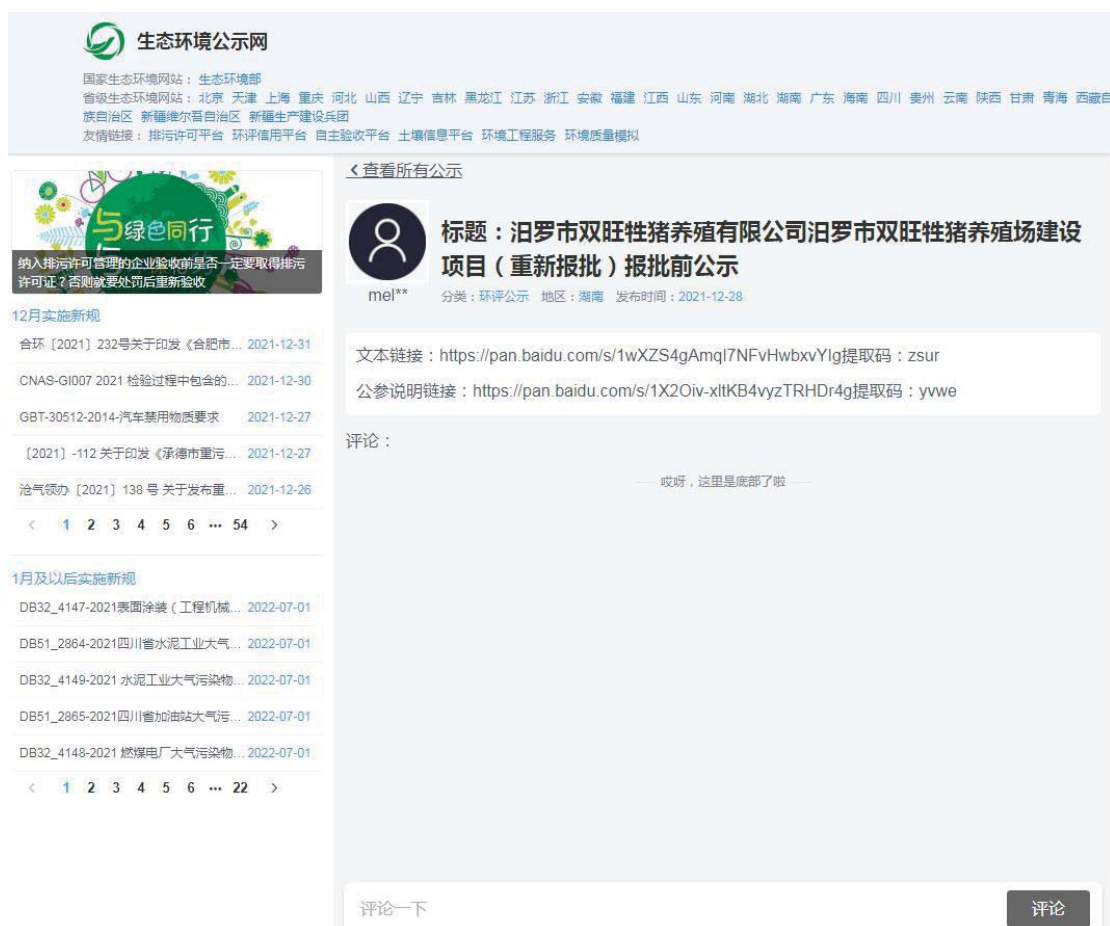 生态环境公示网
国家生态环境网站：生态环境部
省级生态环境网站：北京 天津 上海 重庆 河北 山西 辽宁 吉林 黑龙江 江苏 浙江 安徽 福建 江西 山东 河南 湖北 湖南 广东 海南 四川 贵州 云南 陕西 甘肃 青海 西藏自
族自治区 新疆维尔吾自治区 新疆生产建设兵团
友情链接：排污许可平台 环评信用平台 自主验收平台 土壤信息平台 环境工程服务 环境质量模拟
与绿色同行
纳入排污许可管理的企业验收前是否一定要取得排污
许可证？否则就要处罚后重新验收
12月实施新规
合环〔2021〕232号关于印发《合肥市... 2021-12-31
CNAS-GI007 2021 检验过程中包含的... 2021-12-30
GBT-30512-2014-汽车禁用物质要求 2021-12-27
〔2021〕-112 关于印发《承德市重污... 2021-12-27
沧气领办〔2021〕138 号 关于发布重... 2021-12-26
< 1 2 3 4 5 6 ··· 54 >
1月及以后实施新规
DB32_4147-2021表面涂装（工程机械... 2022-07-01
DB51_2864-2021四川省水泥工业大气... 2022-07-01
DB32_4149-2021 水泥工业大气污染物... 2022-07-01
DB51_2865-2021四川省加油站大气污... 2022-07-01
DB32_4148-2021 燃煤电厂大气污染物... 2022-07-01
< 1 2 3 4 5 6 ··· 22 >
<查看所有公示
标题：汨罗市双旺牲猪养殖有限公司汨罗市双旺牲猪养殖场建设
项目（重新报批）报批前公示
mel**
分类：环评公示 地区：湖南 发布时间：2021-12-28
文本链接：https://pan.baidu.com/s/1wXZS4gAmqI7NFvHwbxvYIg提取码：zsur
公参说明链接：https://pan.baidu.com/s/1X2Oiv-xltKB4vyzTRHDr4g提取码：yvwe
评论：
哎呀，这里是底部了啦
评论一下
评论